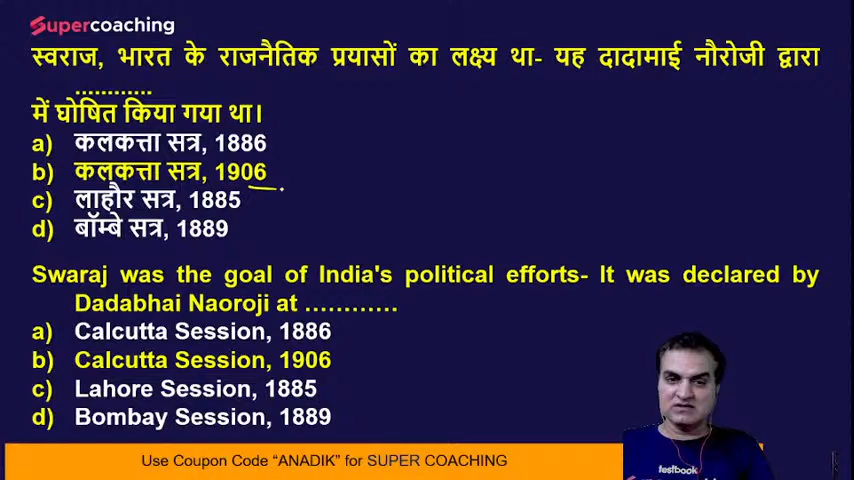 Supercoaching
स्वराज, भारत के राजनैतिक प्रयासों का लक्ष्य था- यह दादामाई नौरोजी द्वारा
............
में घोषित किया गया था।
a) कलकत्ता सत्र, 1886
b) कलकत्ता सत्र, 1906
c) लाहौर सत्र, 1885
d) बॉम्बे सत्र, 1889
Swaraj was the goal of India's political efforts- It was declared by
Dadabhai Naoroji at ............
a) Calcutta Session, 1886
b) Calcutta Session, 1906
c) Lahore Session, 1885
d) Bombay Session, 1889
testbook
Use Coupon Code “ANADIK” for SUPER COACHING